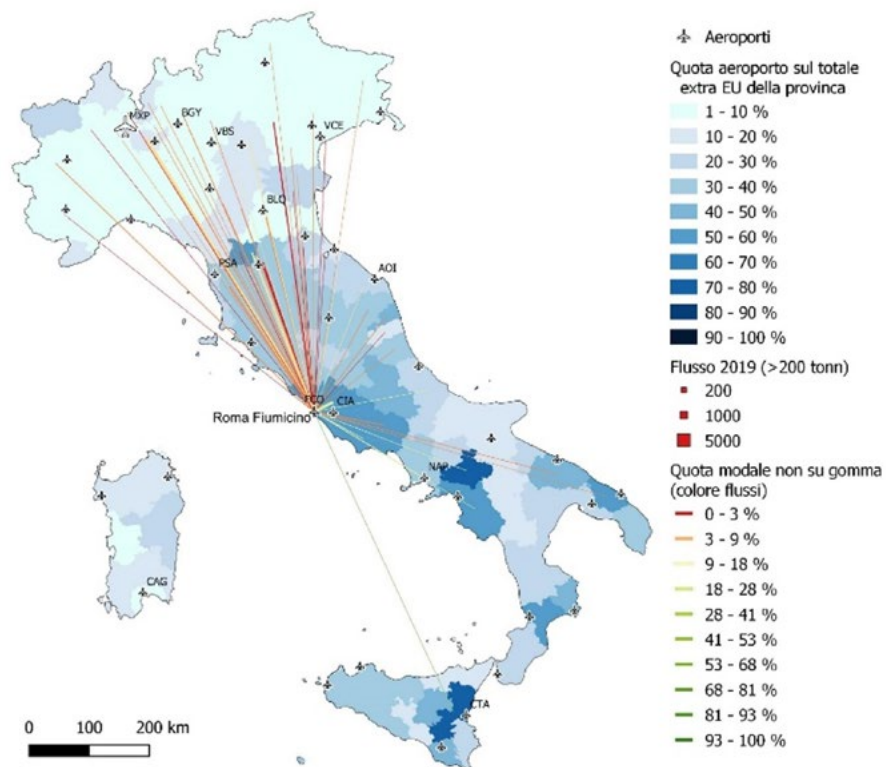 Aeroporti
Quota aeroporto sul totale
extra EU della provinca
1 - 10 %
10 - 20 %
20 - 30 %
30 - 40 %
40 - 50 %
50 - 60 %
60 - 70 %
70 - 80 %
80 - 90 %
90 - 100 %
Flusso 2019 (>200 tonn)
200
1000
5000
Quota modale non su gomma
(colore flussi)
0 - 3 %
3 - 9 %
9 - 18 %
18 - 28 %
28 - 41 %
41 - 53 %
53 - 68 %
68 - 81 %
81 - 93 %
93 - 100 %
MXP
BGY
VBS
VCE
BLQ
PSA
AOI
FCO
CIA
Roma Fiumicino
NAP
CAG
CTA
0 100 200 km